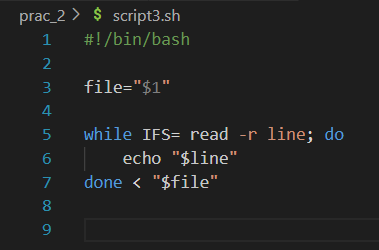 prac_2 > $ script3.sh
1 #!/bin/bash
2
3 file="$1"
4
5 while IFS= read -r line; do
6     echo "$line"
7 done < "$file"
8
9